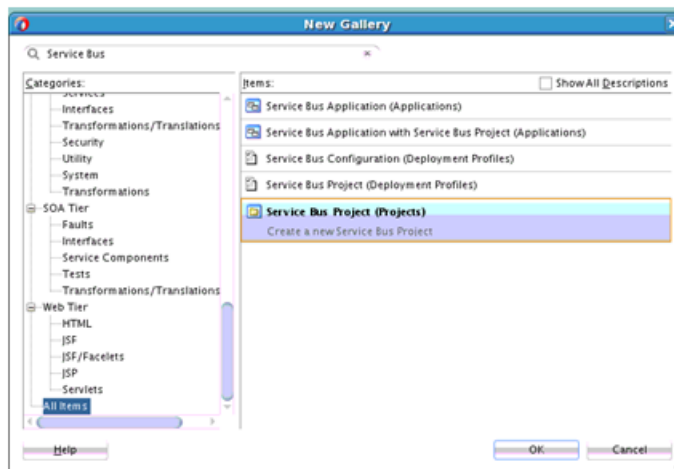 New Gallery
Service Bus
Categories:
Services
Interfaces
Transformations/Translations
Security
Utility
System
Transformations
SOA Tier
Faults
Interfaces
Service Components
Tests
Transformations/Translations
Web Tier
HTML
JSF
JSF/Facelets
JSP
Servlets
All Items
Items:
Show All Descriptions
Service Bus Application (Applications)
Service Bus Application with Service Bus Project (Applications)
Service Bus Configuration (Deployment Profiles)
Service Bus Project (Deployment Profiles)
Service Bus Project (Projects)
Create a new Service Bus Project
Help
OK
Cancel